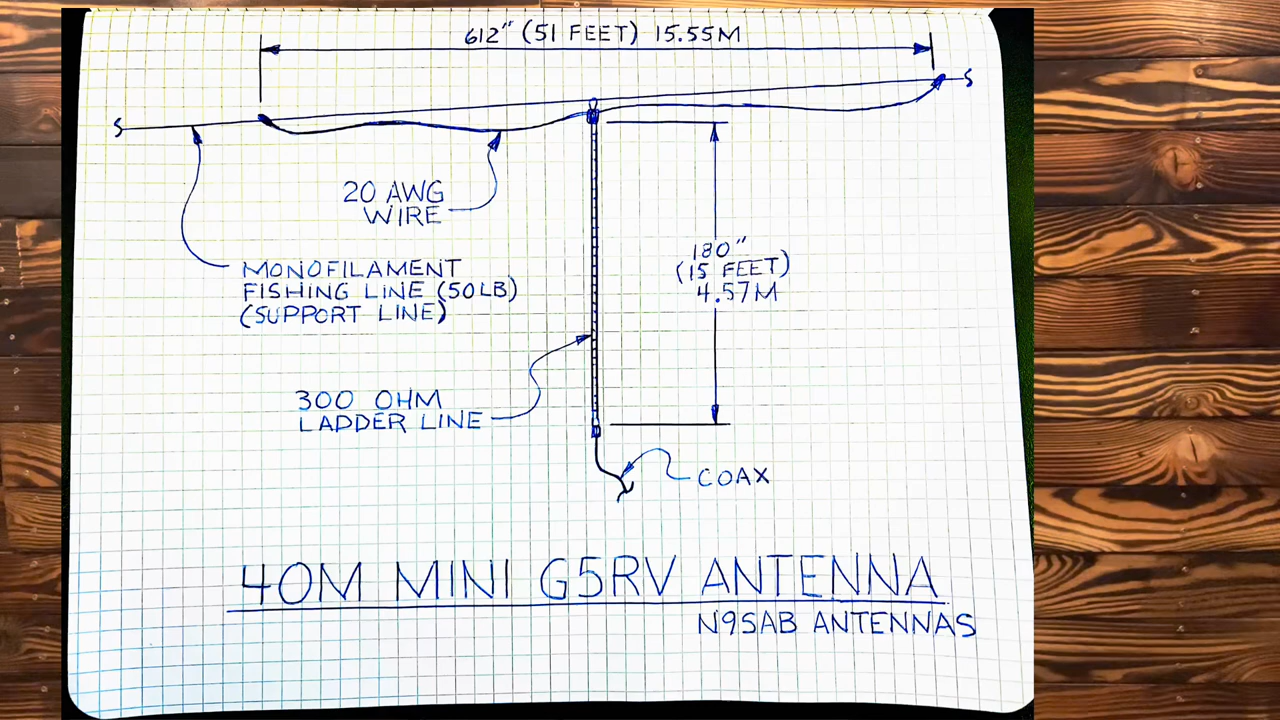 612" (51 FEET) 15.55M
S
S
20 AWG
WIRE
180"
(15 FEET)
4.57M
MONOFILAMENT
FISHING LINE (50LB)
(SUPPORT LINE)
300 OHM
LADDER LINE
COAX
40M MINI G5RV ANTENNA
N9SAB ANTENNAS